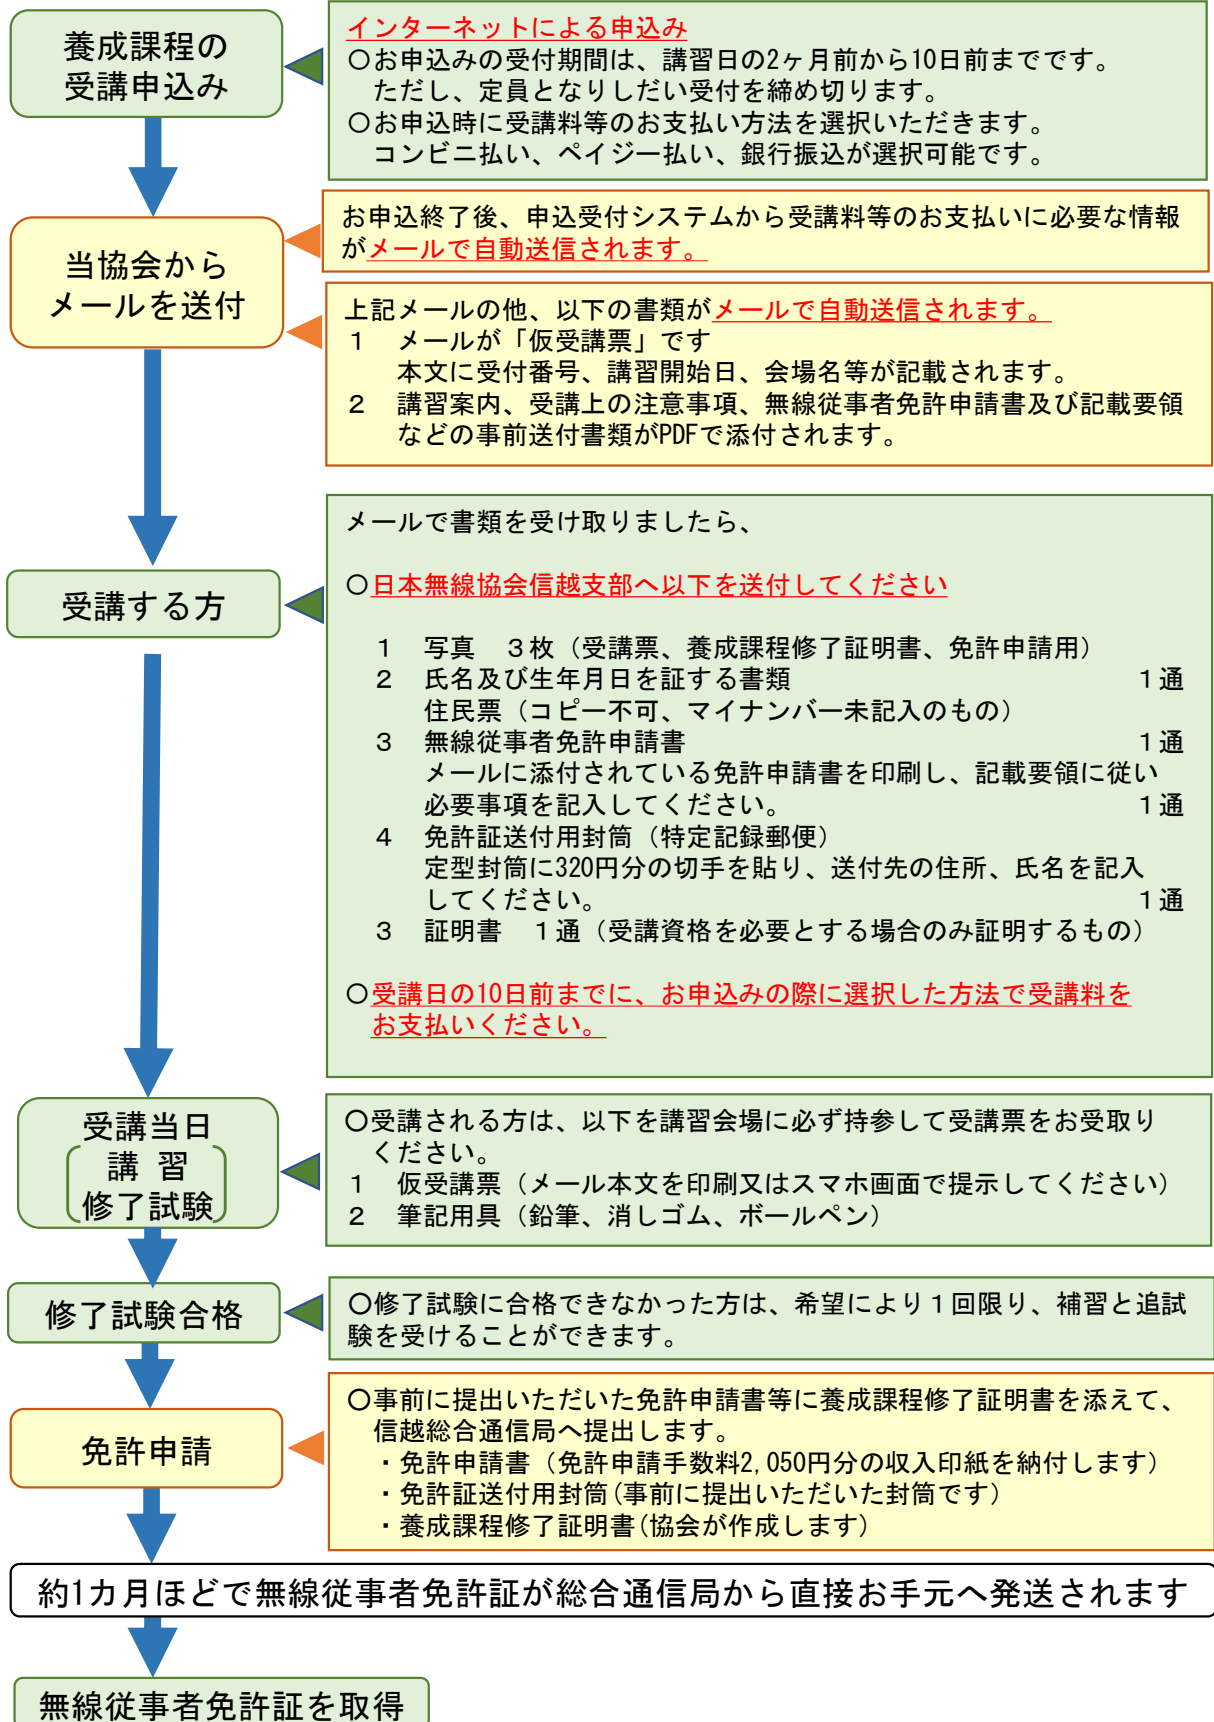 養成課程の
受講申込み
インターネットによる申込み
〇お申込みの受付期間は、講習日の2ヶ月前から10日前までです。
ただし、定員となりしだい受付を締め切ります。
〇お申込時に受講料等のお支払い方法を選択いただきます。
コンビニ払い、ペイジー払い、銀行振込が選択可能です。
当協会から
メールを送付
お申込終了後、申込受付システムから受講料等のお支払いに必要な情報
がメールで自動送信されます。
上記メールの他、以下の書類がメールで自動送信されます。
１　メールが「仮受講票」です
本文に受付番号、講習開始日、会場名等が記載されます。
２　講習案内、受講上の注意事項、無線従事者免許申請書及び記載要領
などの事前送付書類がPDFで添付されます。
受講する方
メールで書類を受け取りましたら、
〇日本無線協会信越支部へ以下を送付してください
１　写真　３枚（受講票、養成課程修了証明書、免許申請用）
２　氏名及び生年月日を証する書類　１通
住民票（コピー不可、マイナンバー未記入のもの）
３　無線従事者免許申請書　１通
メールに添付されている免許申請書を印刷し、記載要領に従い
必要事項を記入してください。　１通
４　免許証送付用封筒（特定記録郵便）
定型封筒に320円分の切手を貼り、送付先の住所、氏名を記入
してください。　１通
３　証明書　１通（受講資格を必要とする場合のみ証明するもの）
〇受講日の10日前までに、お申込みの際に選択した方法で受講料を
お支払いください。
受講当日
講 習
修了試験
〇受講される方は、以下を講習会場に必ず持参して受講票をお受取り
ください。
１　仮受講票（メール本文を印刷又はスマホ画面で提示してください）
２　筆記用具（鉛筆、消しゴム、ボールペン）
修了試験合格
〇修了試験に合格できなかった方は、希望により１回限り、補習と追試
験を受けることができます。
免許申請
〇事前に提出いただいた免許申請書等に養成課程修了証明書を添えて、
信越総合通信局へ提出します。
・免許申請書（免許申請手数料2,050円分の収入印紙を納付します）
・免許証送付用封筒(事前に提出いただいた封筒です）
・養成課程修了証明書(協会が作成します）
約1カ月ほどで無線従事者免許証が総合通信局から直接お手元へ発送されます
無線従事者免許証を取得